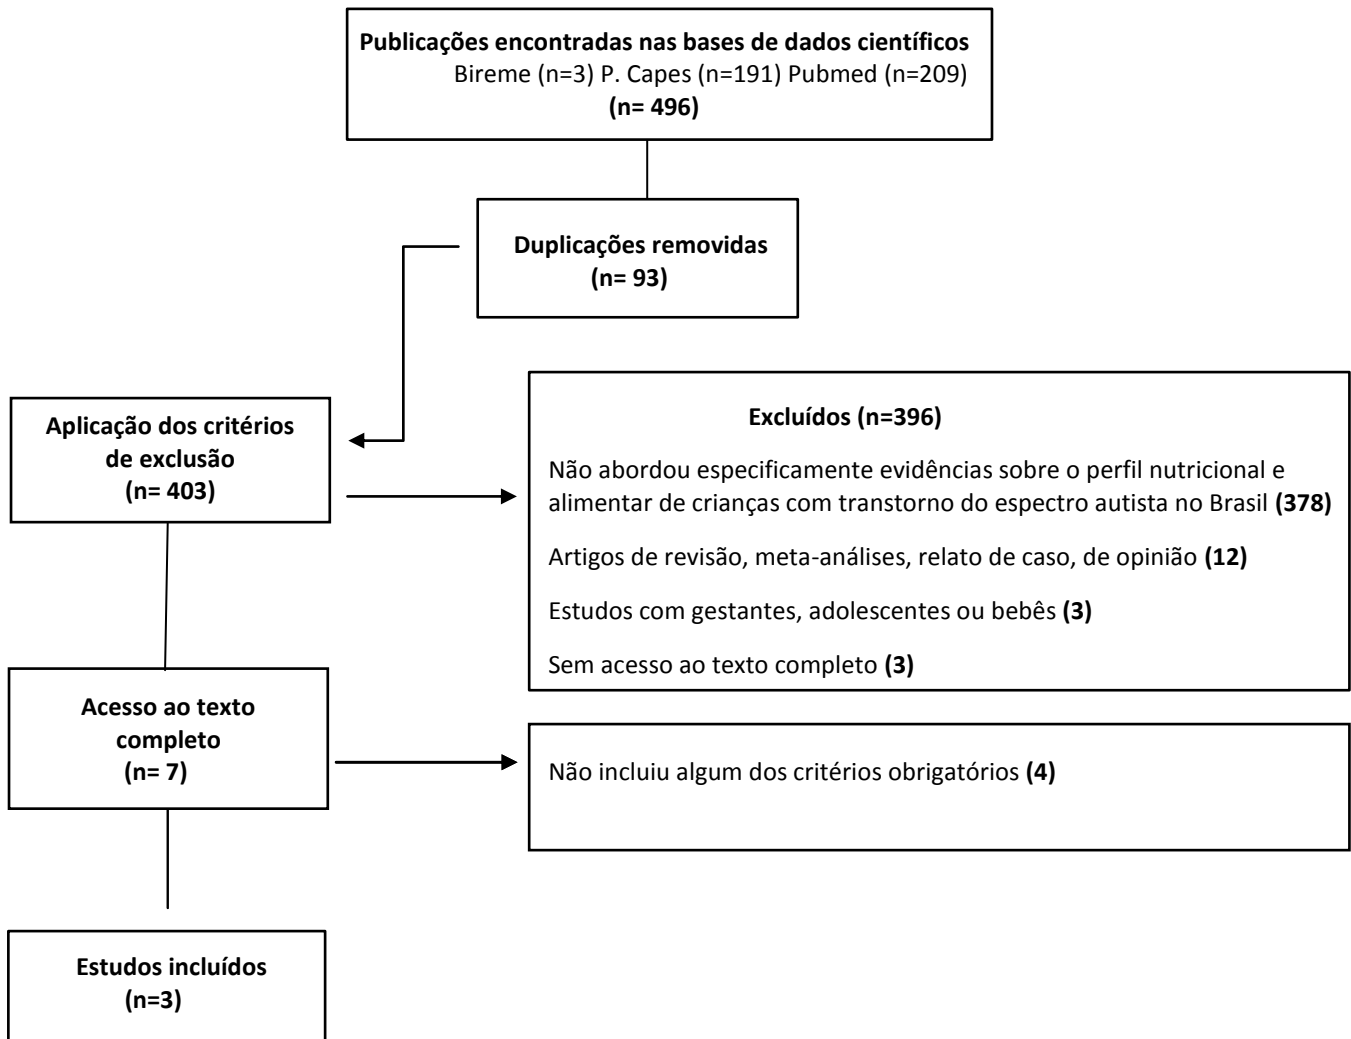 Publicações encontradas nas bases de dados científicos
Bireme (n=3) P. Capes (n=191) Pubmed (n=209)
(n= 496)
Duplicações removidas
(n= 93)
Aplicação dos critérios
de exclusão
(n= 403)
Excluídos (n=396)
Não abordou especificamente evidências sobre o perfil nutricional e
alimentar de crianças com transtorno do espectro autista no Brasil (378)
Artigos de revisão, meta-análises, relato de caso, de opinião (12)
Estudos com gestantes, adolescentes ou bebês (3)
Sem acesso ao texto completo (3)
Acesso ao texto
completo
(n= 7)
Não incluiu algum dos critérios obrigatórios (4)
Estudos incluídos
(n=3)